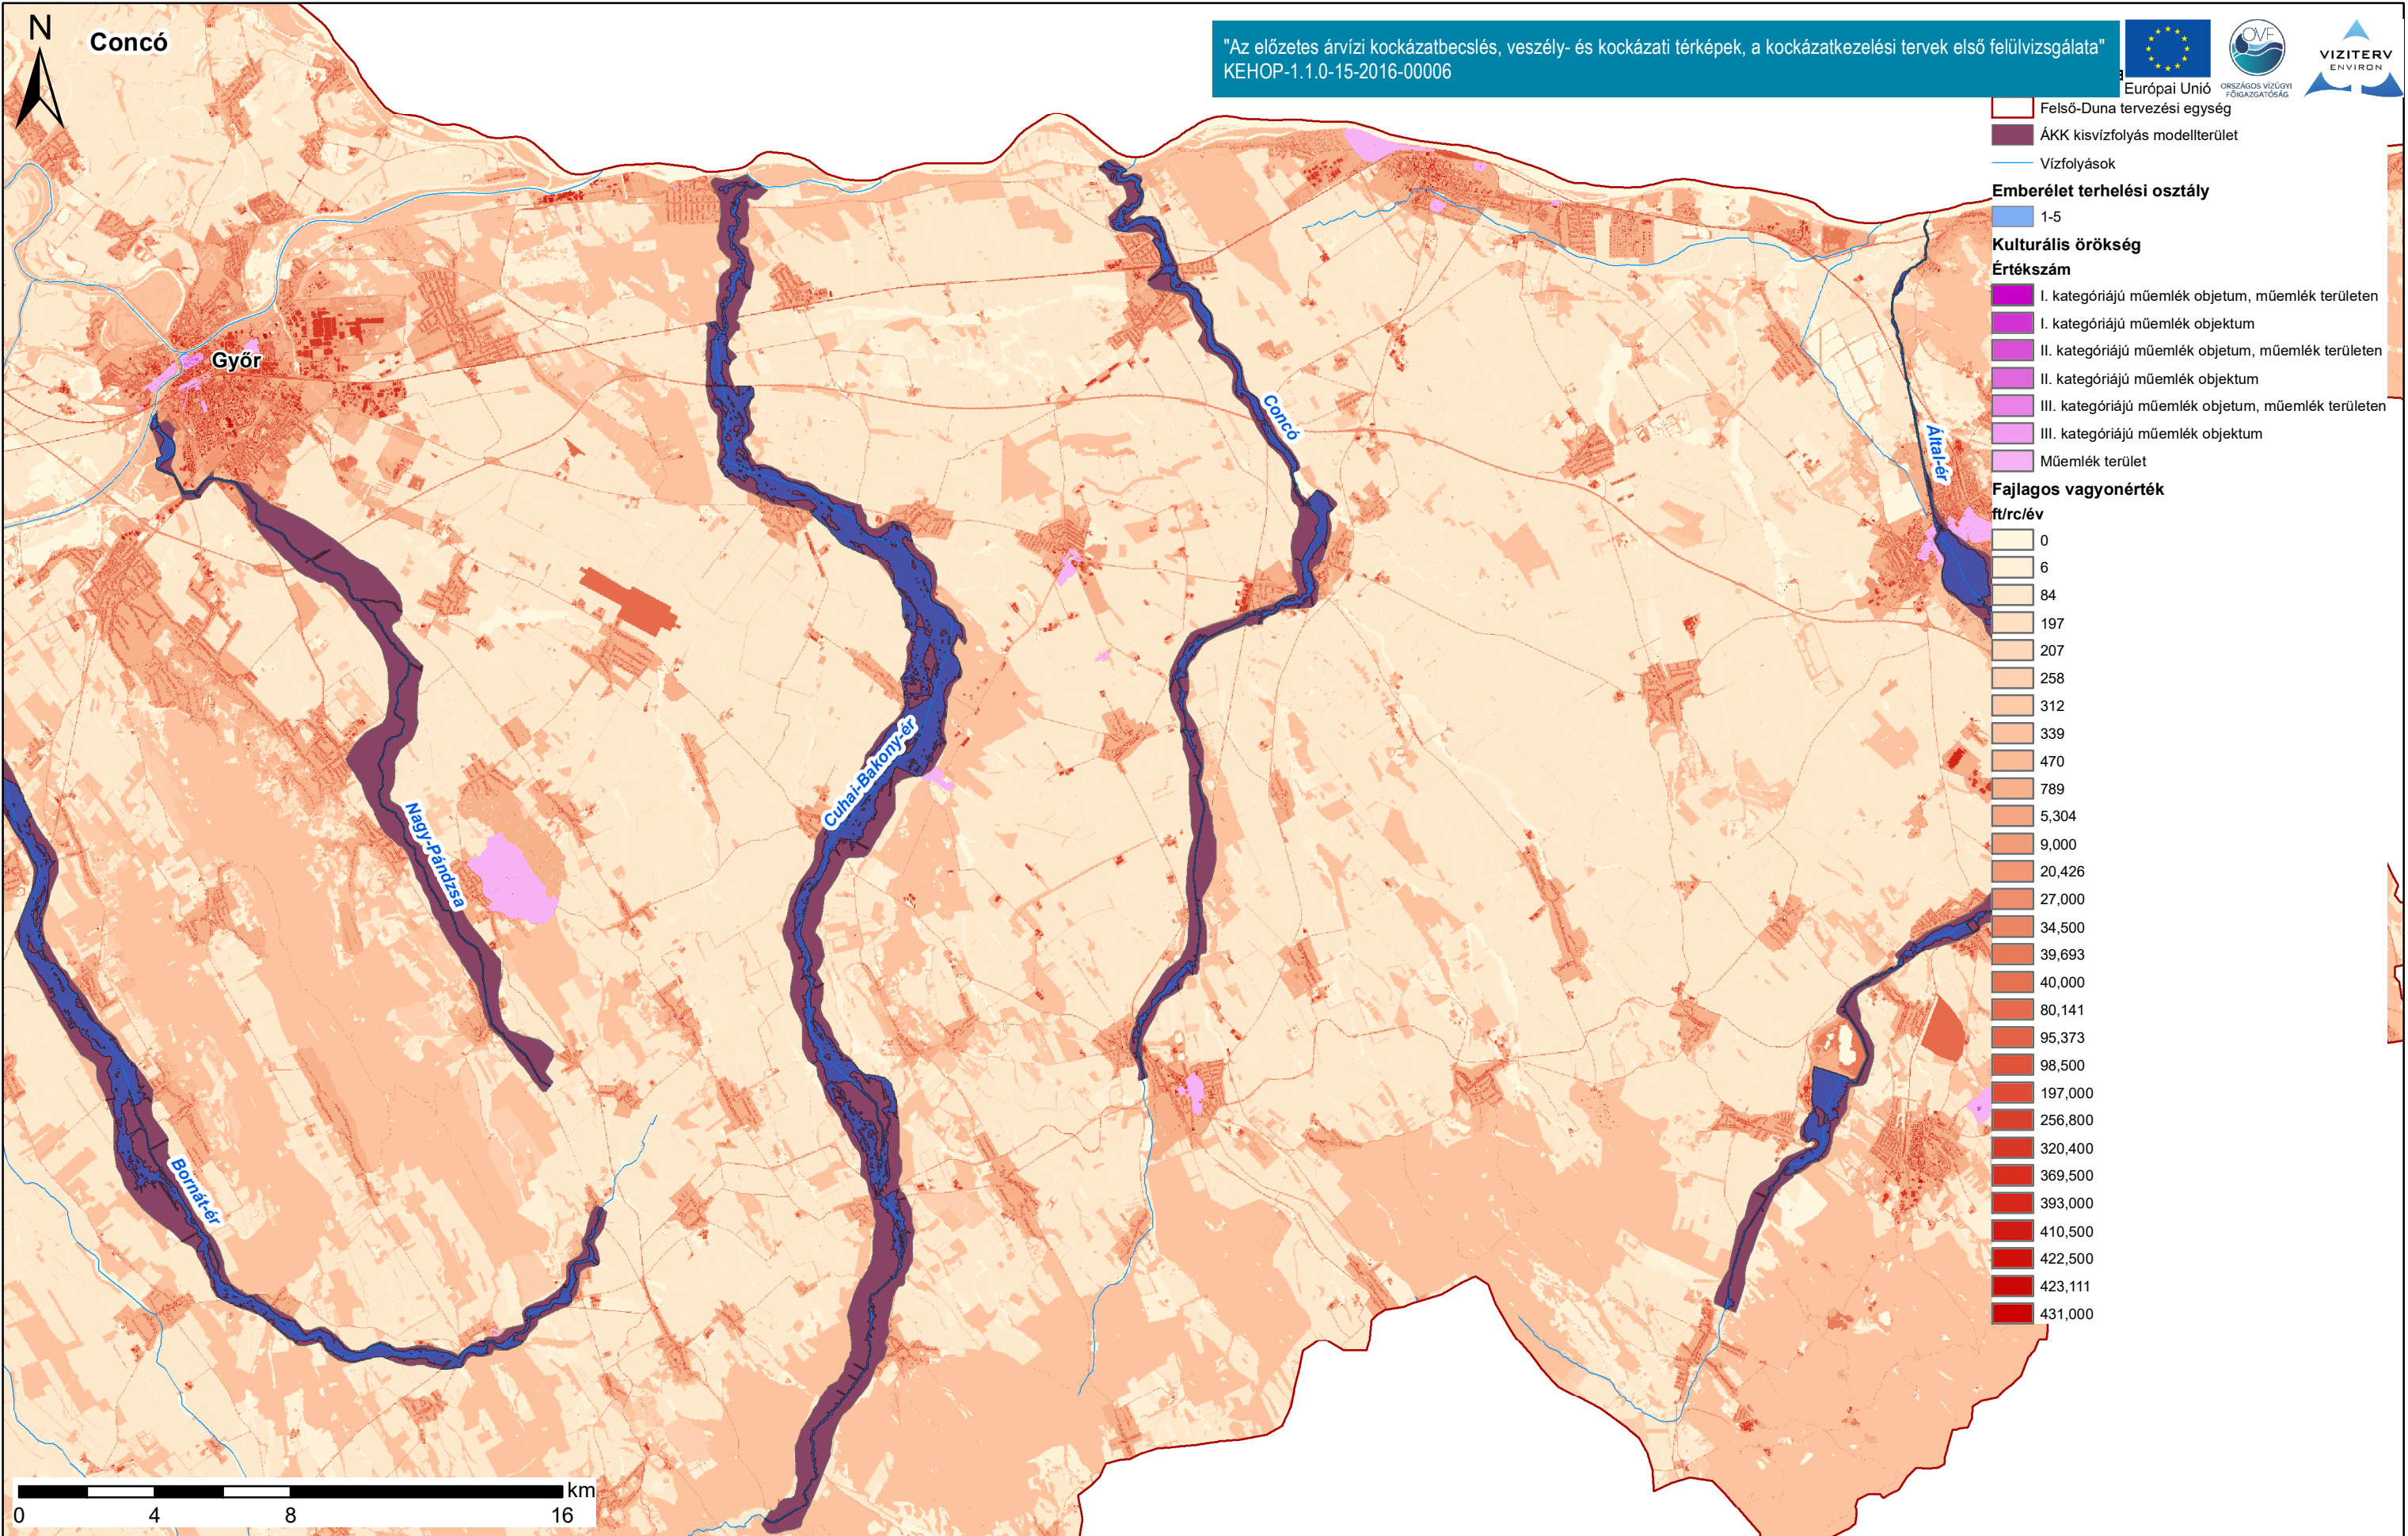 N
Concó
"Az előzetes árvízi kockázatbecslés, veszély- és kockázati térképek, a kockázatkezelési tervek első felülvizsgálata"
KEHOP-1.1.0-15-2016-00006
Európai Unió
OVF
ORSZÁGOS VÍZÜGYI
FŐIGAZGATÓSÁG
VIZITERV
ENVIRON
Felső-Duna tervezési egység
ÁKK kisvízfolyás modellterület
Vízfolyások
Emberélet terhelési osztály
1-5
Kulturális örökség
Értékszám
I. kategóriájú műemlék objetum, műemlék területen
I. kategóriájú műemlék objektum
II. kategóriájú műemlék objetum, műemlék területen
II. kategóriájú műemlék objektum
III. kategóriájú műemlék objetum, műemlék területen
III. kategóriájú műemlék objektum
Műemlék terület
Fajlagos vagyonérték
ft/rc/év
0
6
84
197
207
258
312
339
470
789
5,304
9,000
20,426
27,000
34,500
39,693
40,000
80,141
95,373
98,500
197,000
256,800
320,400
369,500
393,000
410,500
422,500
423,111
431,000
Győr
Concó
Által-ér
Cuhai-Bakony-ér
Nagy-Pándzsa
Bornát-ér
km
0 4 8 16